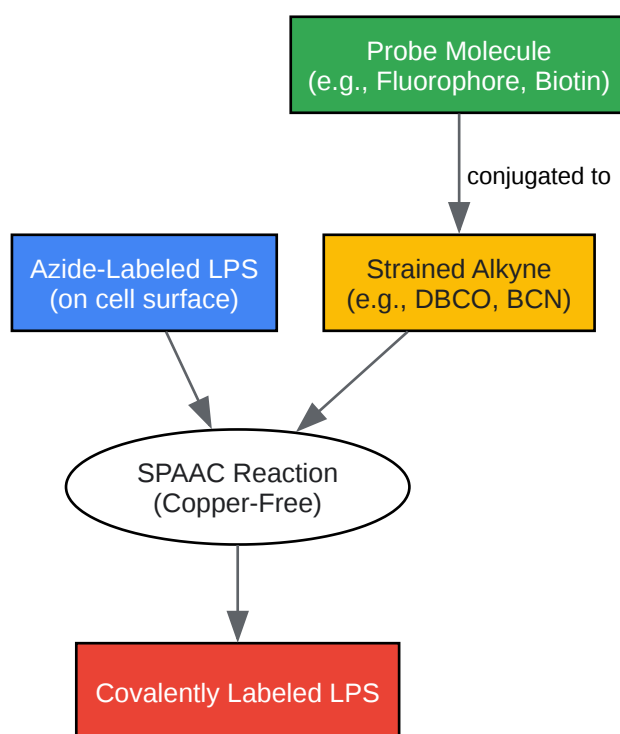 Probe Molecule
(e.g., Fluorophore, Biotin)
conjugated to
Azide-Labeled LPS
(on cell surface)
Strained Alkyne
(e.g., DBCO, BCN)
SPAAC Reaction
(Copper-Free)
Covalently Labeled LPS